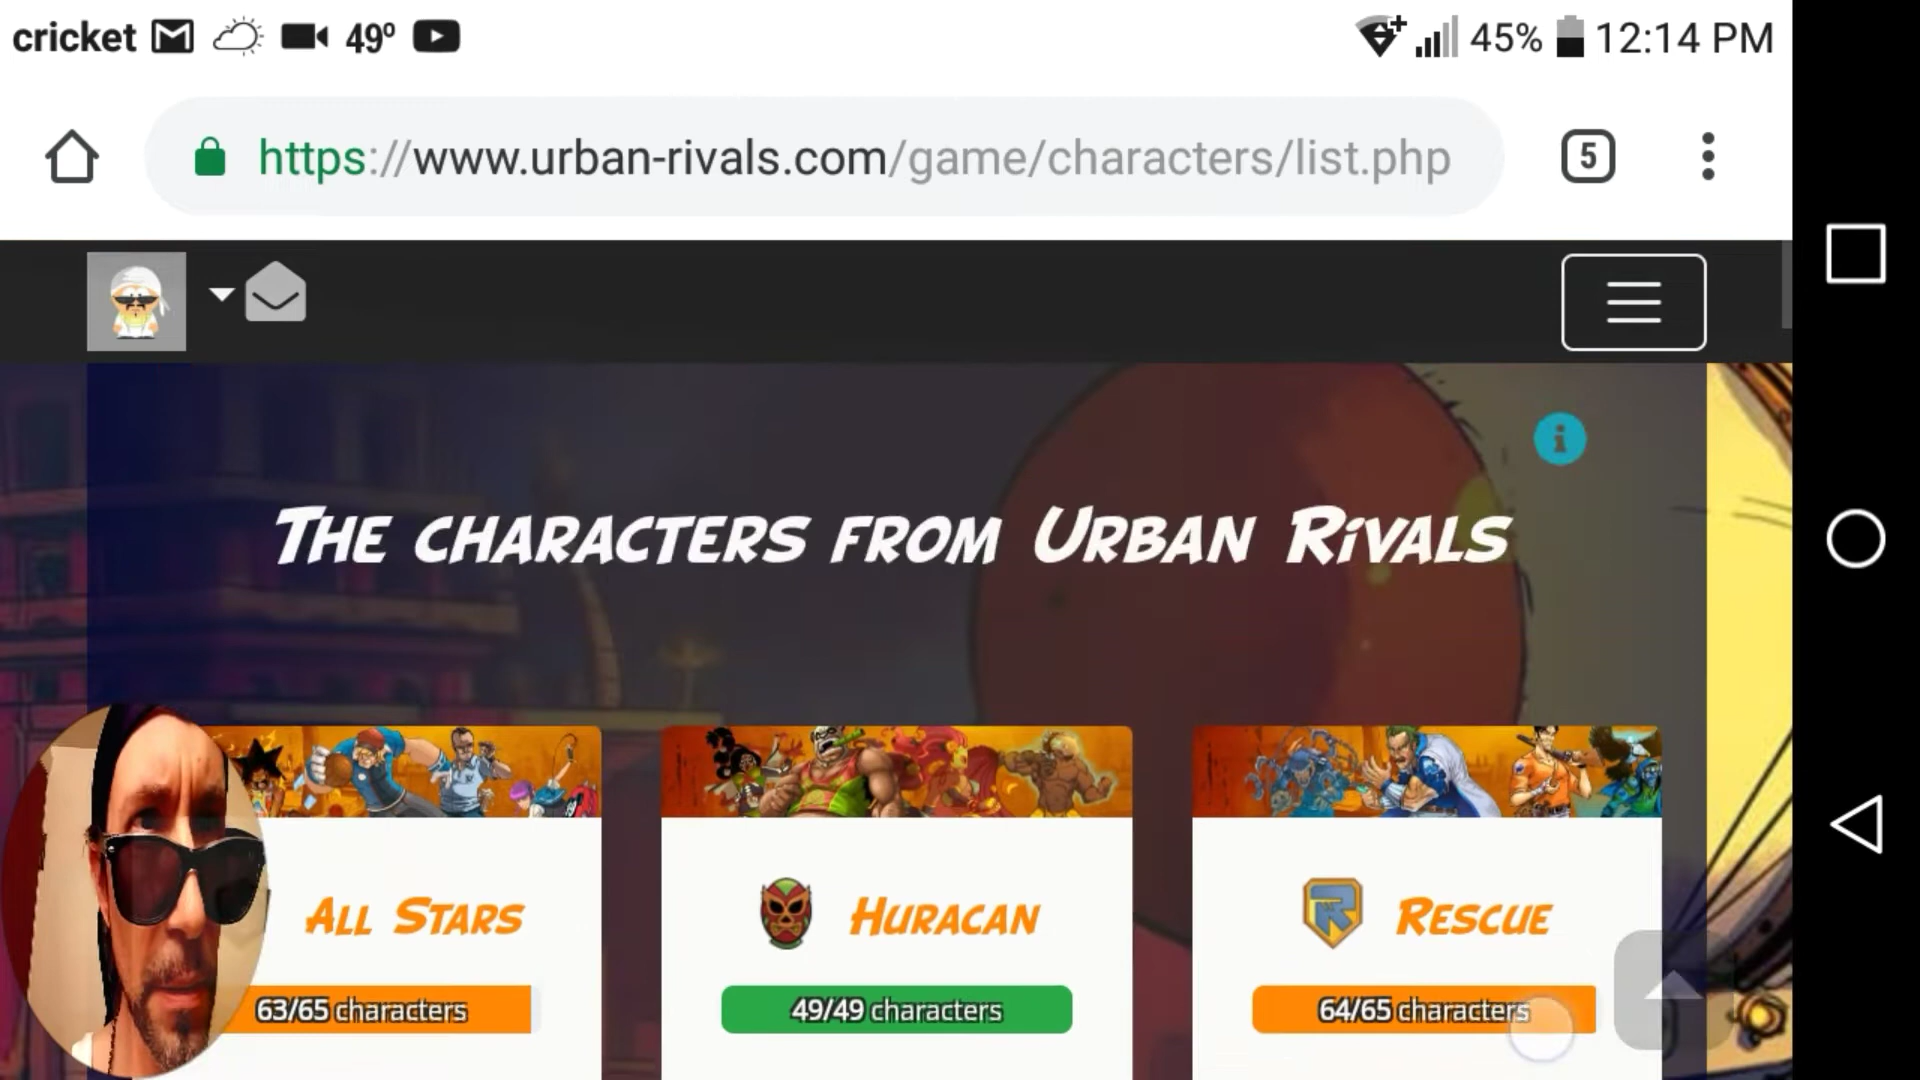 cricket 49° 45% 12:14 PM
https://www.urban-rivals.com/game/characters/list.php 5
THE CHARACTERS FROM URBAN RIVALS
ALL STARS
HURACAN
RESCUE
63/65 characters
49/49 characters
64/65 characters